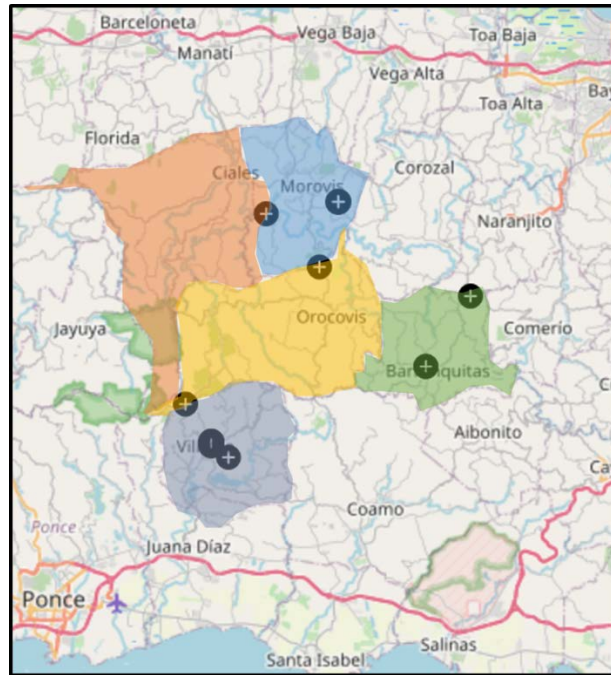 Barceloneta
Vega Baja
Toa Baja
Manatí
Vega Alta
Toa Alta
Florida
Ciales
Morovis
Corozal
Naranjito
Jayuya
Orocovis
Comerío
Aibonito
Coamo
Ponce
Juana Díaz
Ponce
Salinas
Santa Isabel